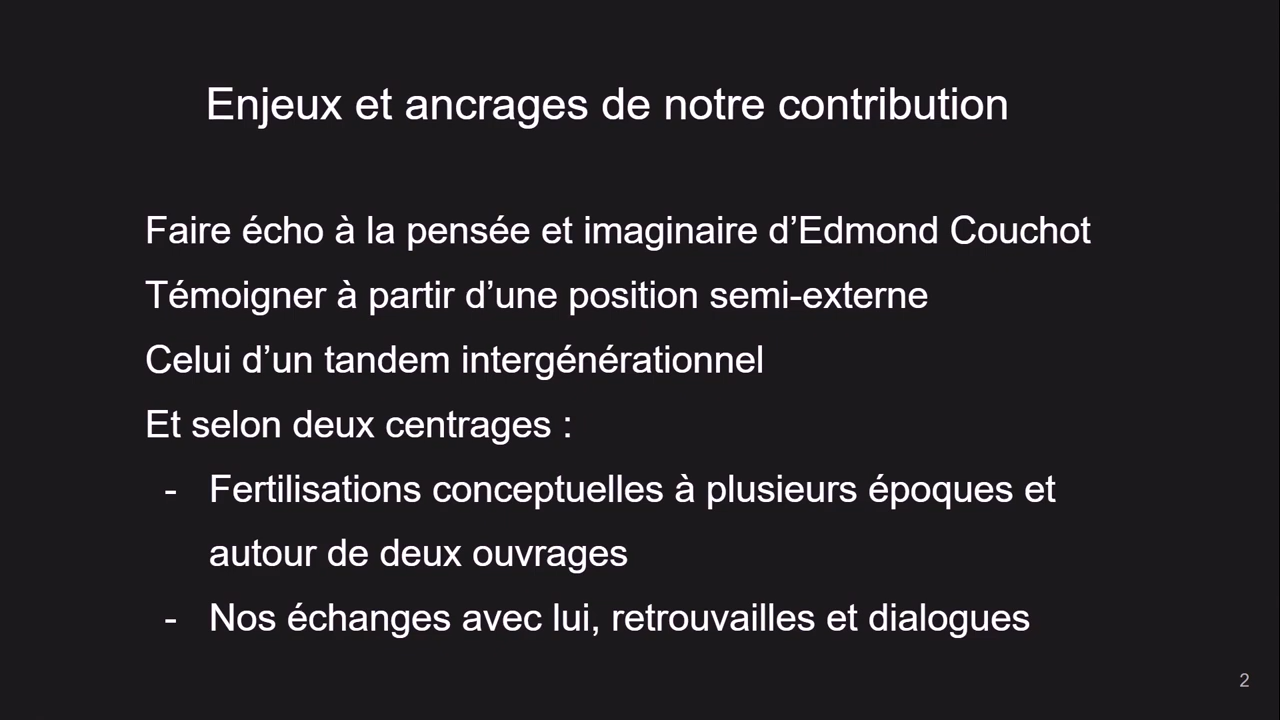 Enjeux et ancrages de notre contribution
Faire écho à la pensée et imaginaire d’Edmond Couchot
Témoigner à partir d’une position semi-externe
Celui d’un tandem intergénérationnel
Et selon deux centrages :
- Fertilisations conceptuelles à plusieurs époques et
autour de deux ouvrages
- Nos échanges avec lui, retrouvailles et dialogues
2